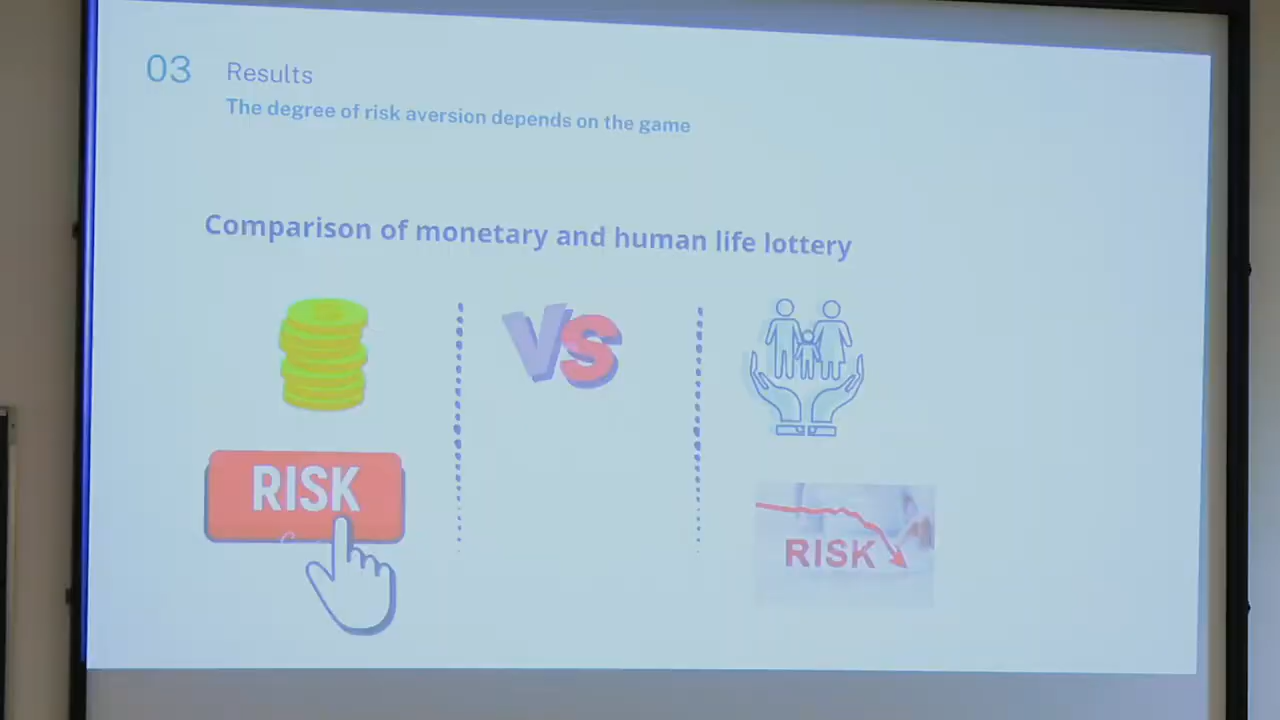 03
Results
The degree of risk aversion depends on the game
Comparison of monetary and human life lottery
VS
RISK
RISK